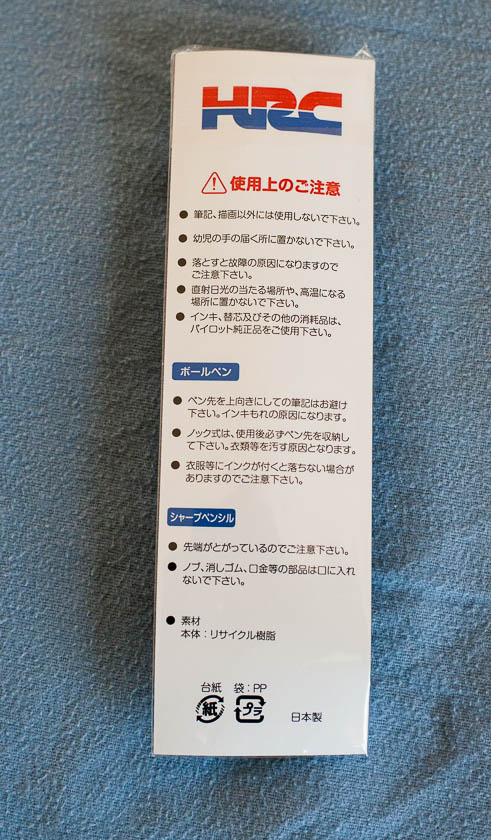 HRC
使用上のご注意
● 筆記、描画以外には使用しないで下さい。
● 幼児の手の届く所に置かないで下さい。
● 落とすと故障の原因になりますので
ご注意下さい。
● 直射日光の当たる場所や、高温になる
場所に置かないで下さい。
● インキ、替芯及びその他の消耗品は、
パイロット純正品をご使用下さい。
ボールペン
● ペン先を上向きにしての筆記はお避け
下さい。インキもれの原因になります。
● ノック式は、使用後必ずペン先を収納し
て下さい。衣類等を汚す原因となります。
● 衣服等にインクが付くと落ちない場合が
ありますのでご注意下さい。
シャープペンシル
● 先端がとがっているのでご注意下さい。
● ノブ、消しゴム、口金等の部品は口に入れ
ないで下さい。
● 素材
本体：リサイクル樹脂
台紙 袋：PP
紙 プラ 日本製